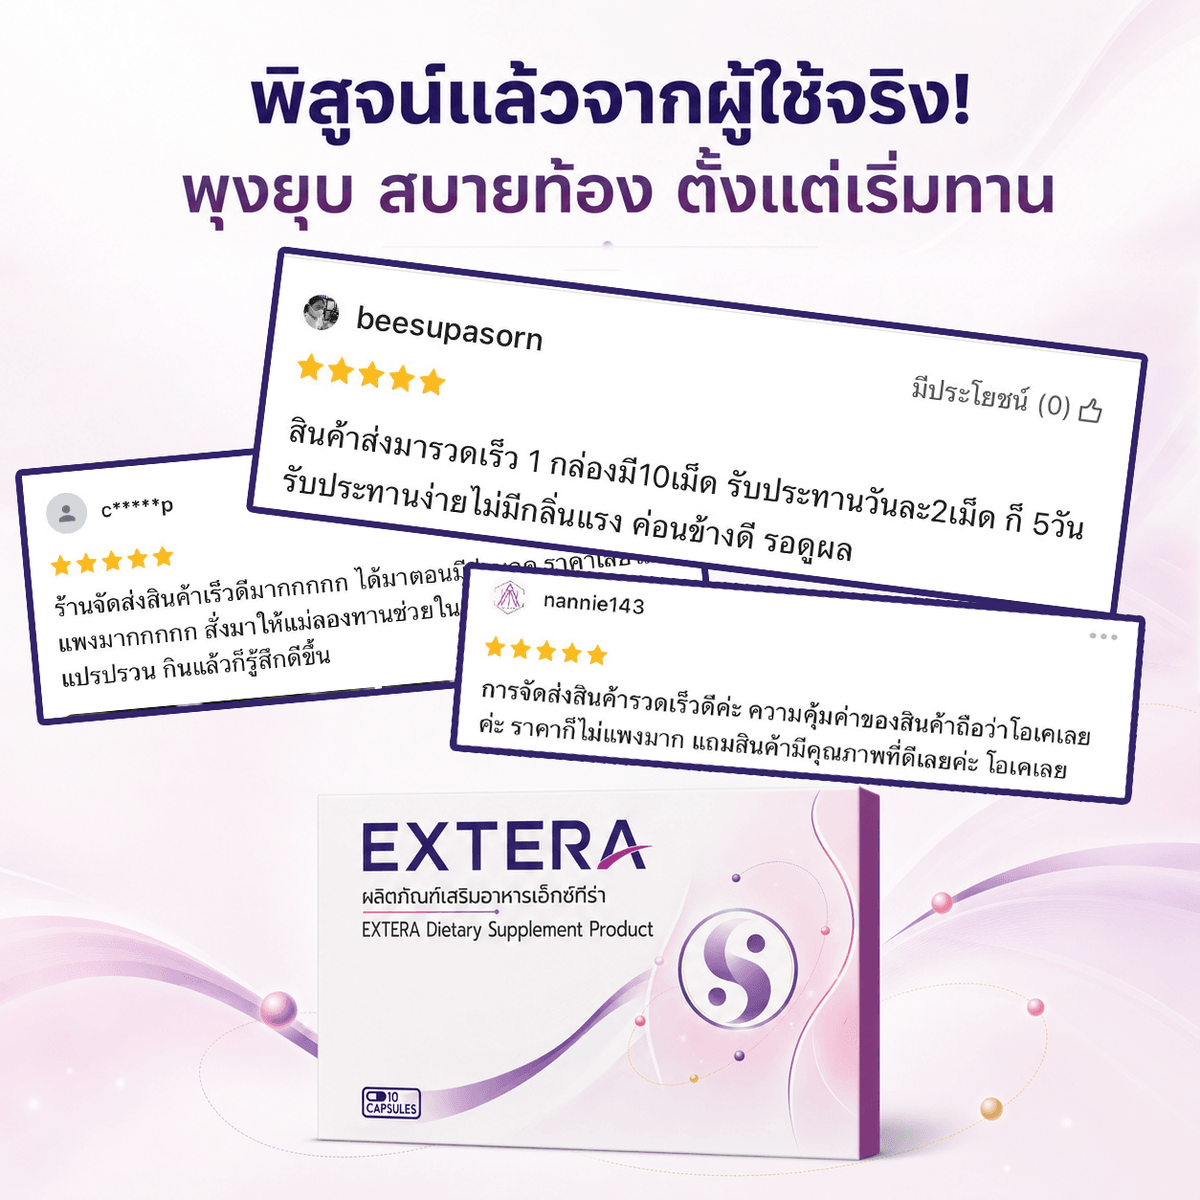 พิสูจน์แล้วจากผู้ใช้จริง!
พุงยุบ สบายท้อง ตั้งแต่เริ่มทาน
beesupasorn
มีประโยชน์ (0)
สินค้าส่งมารวดเร็ว 1 กล่องมี10เม็ด รับประทานวันละ2เม็ด ก็ 5วัน
รับประทานง่ายไม่มีกลิ่นแรง ค่อนข้างดี รอดูผล
c*****p
ร้านจัดส่งสินค้าเร็วดีมากกกกก ได้มาตอนมี
แพงมากกกกก สั่งมาให้แม่ลองทานช่วยใน
แปรปรวน กินแล้วก็รู้สึกดีขึ้น
nannie143
การจัดส่งสินค้ารวดเร็วดีค่ะ ความคุ้มค่าของสินค้าถือว่าโอเคเลย
ค่ะ ราคาก็ไม่แพงมาก แถมสินค้ามีคุณภาพที่ดีเลยค่ะ โอเคเลย
EXTERA
ผลิตภัณฑ์เสริมอาหารเอ็กซ์ทีร่า
EXTERA Dietary Supplement Product
10
CAPSULES